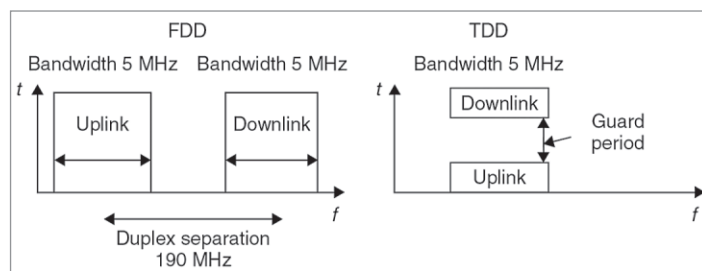 FDD
Bandwidth 5 MHz
Bandwidth 5 MHz
t
Uplink
Downlink
f
Duplex separation
190 MHz
TDD
Bandwidth 5 MHz
t
Downlink
Guard
period
Uplink
f